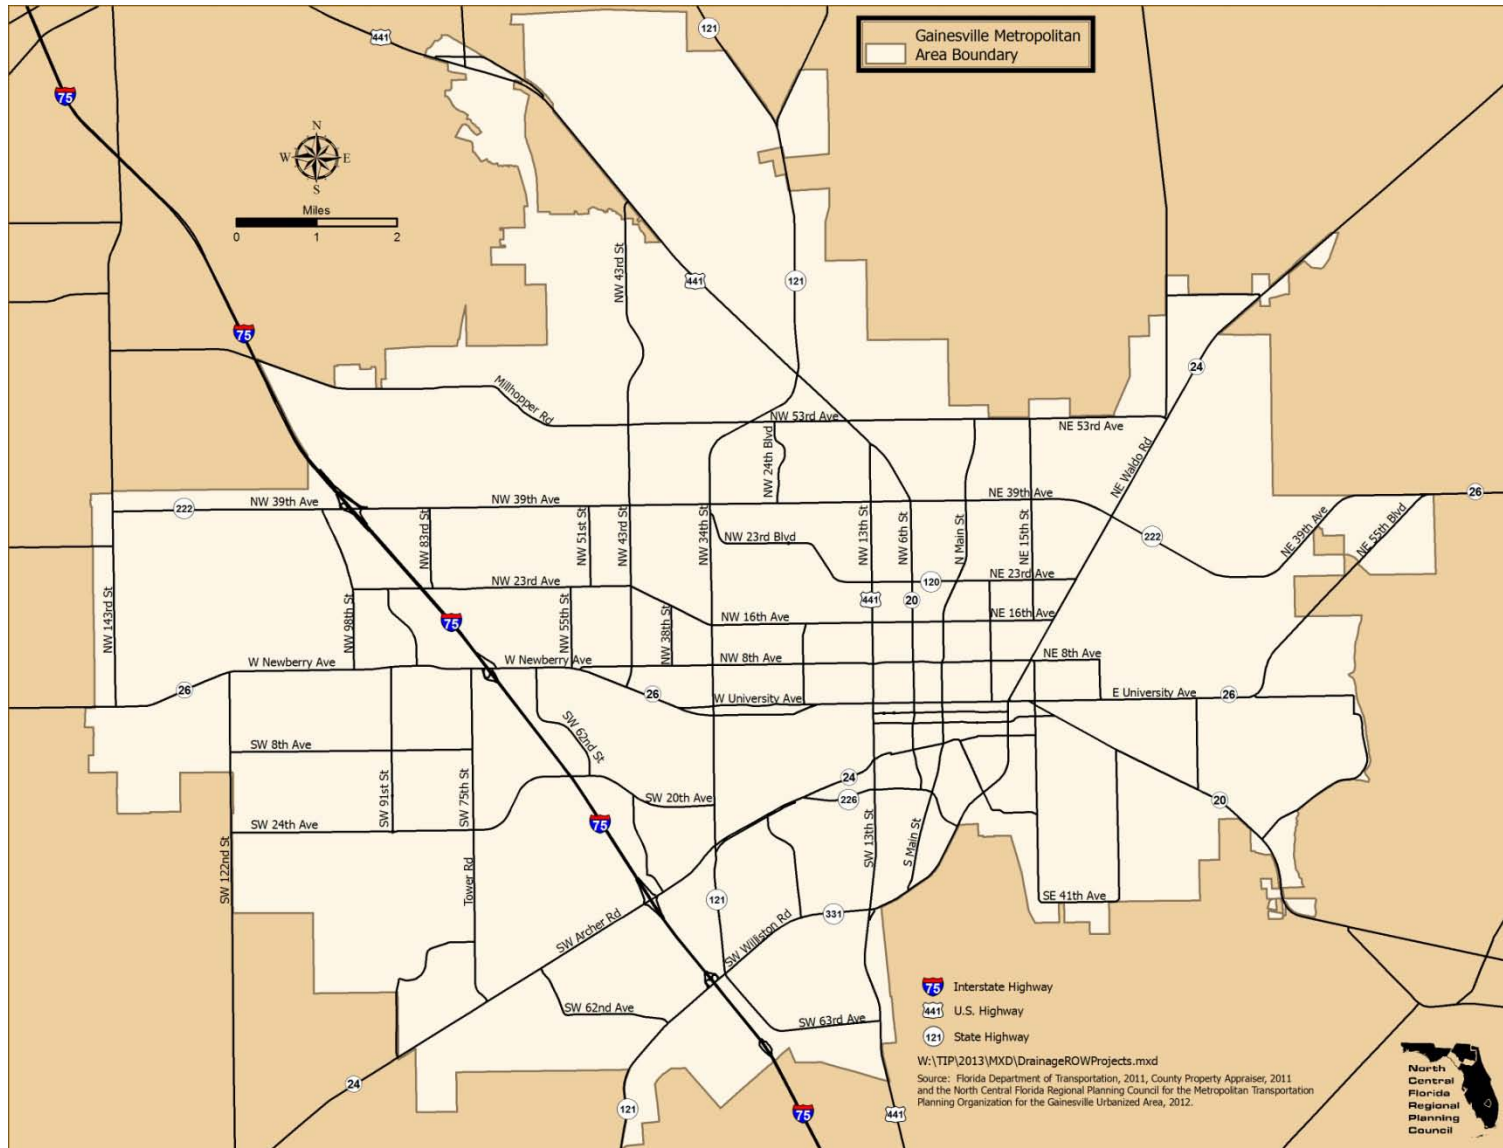 441
121
Gainesville Metropolitan
Area Boundary
75
N
W
E
S
Miles
0
1
2
NW 43rd St
441
121
75
24
Millhopper Rd
NW 53rd Ave
NE 53rd Ave
NW 24th Blvd
NE Waldo Rd
NW 39th Ave
NW 39th Ave
NE 39th Ave
222
26
NW 83rd St
NW 51st St
NW 43rd St
NW 34th St
NW 23rd Blvd
NW 13th St
NW 6th St
N Main St
NE 15th St
222
NE 39th Ave
NE 55th Blvd
NW 23rd Ave
120
NE 23rd Ave
NW 143rd St
NW 98th St
75
NW 55th St
NW 38th St
441
20
NW 16th Ave
NE 16th Ave
W Newberry Ave
W Newberry Ave
NW 8th Ave
NE 8th Ave
26
26
W University Ave
E University Ave
26
SW 62nd St
SW 8th Ave
24
SW 91st St
SW 75th St
SW 20th Ave
226
20
SW 24th Ave
75
SW 122nd St
Tower Rd
SW 13th St
S Main St
121
SE 41th Ave
SW Archer Rd
SW Williston Rd
331
SW 62nd Ave
SW 63rd Ave
75
Interstate Highway
441
U.S. Highway
121
State Highway
W:\TIP\2013\MXD\DrainageROWProjects.mxd
Source: Florida Department of Transportation, 2011, County Property Appraiser, 2011
and the North Central Florida Regional Planning Council for the Metropolitan Transportation
Planning Organization for the Gainesville Urbanized Area, 2012.
24
121
75
441
North
Central
Florida
Regional
Planning
Council